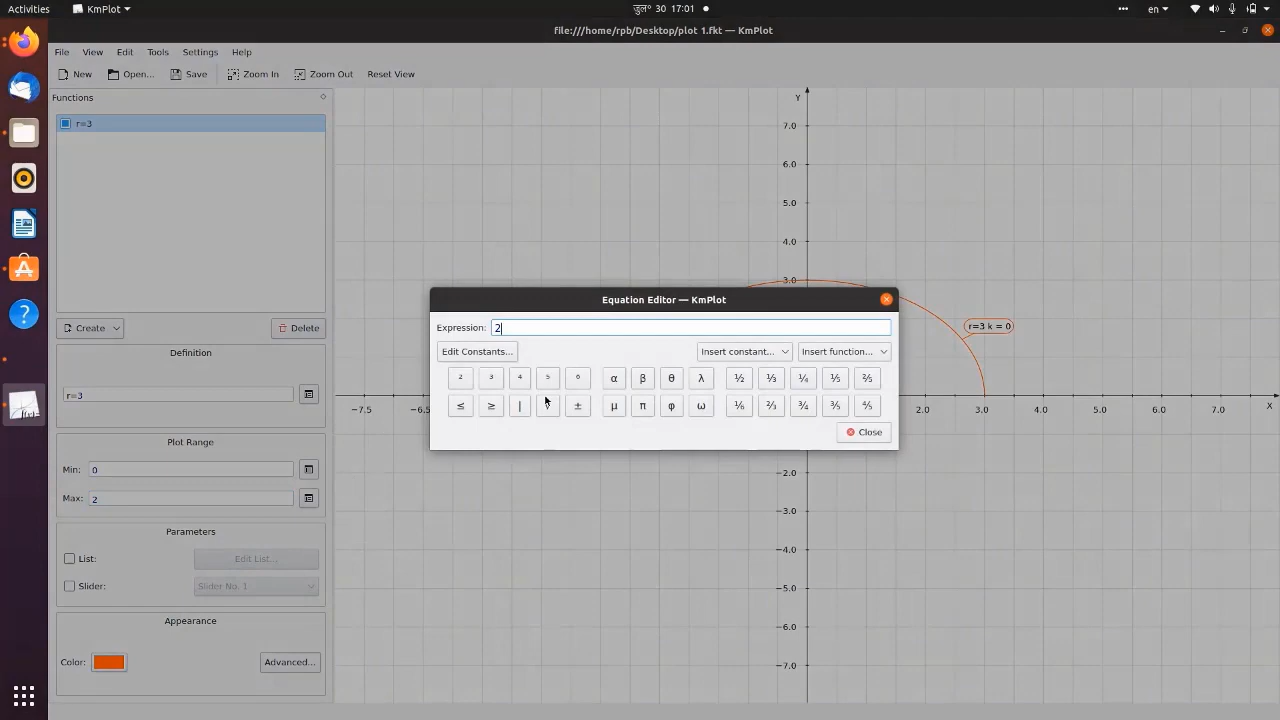 Activities KmPlot जुल॰ 30 17:01 en
file:///home/rpb/Desktop/plot 1.fkt — KmPlot
File View Edit Tools Settings Help
New Open... Save Zoom In Zoom Out Reset View
Functions
r=3
Create Delete
Definition
r=3
Plot Range
Min: 0
Max: 2
Parameters
List: Edit List...
Slider: Slider No. 1
Appearance
Color: Advanced...
Y
7.0
6.0
5.0
4.0
3.0
r=3 k = 0
−7.5 −6.5 2.0 3.0 4.0 5.0 6.0 7.0 X
−2.0
−3.0
−4.0
−5.0
−6.0
−7.0
Equation Editor — KmPlot
Expression: 2
Edit Constants... Insert constant... Insert function...
² ³ ⁴ ⁵ ⁶ α β θ λ ½ ⅓ ¼ ⅕ ⅖
≤ ≥ | √ ± μ π φ ω ⅙ ⅔ ¾ ⅗ ⅘
Close